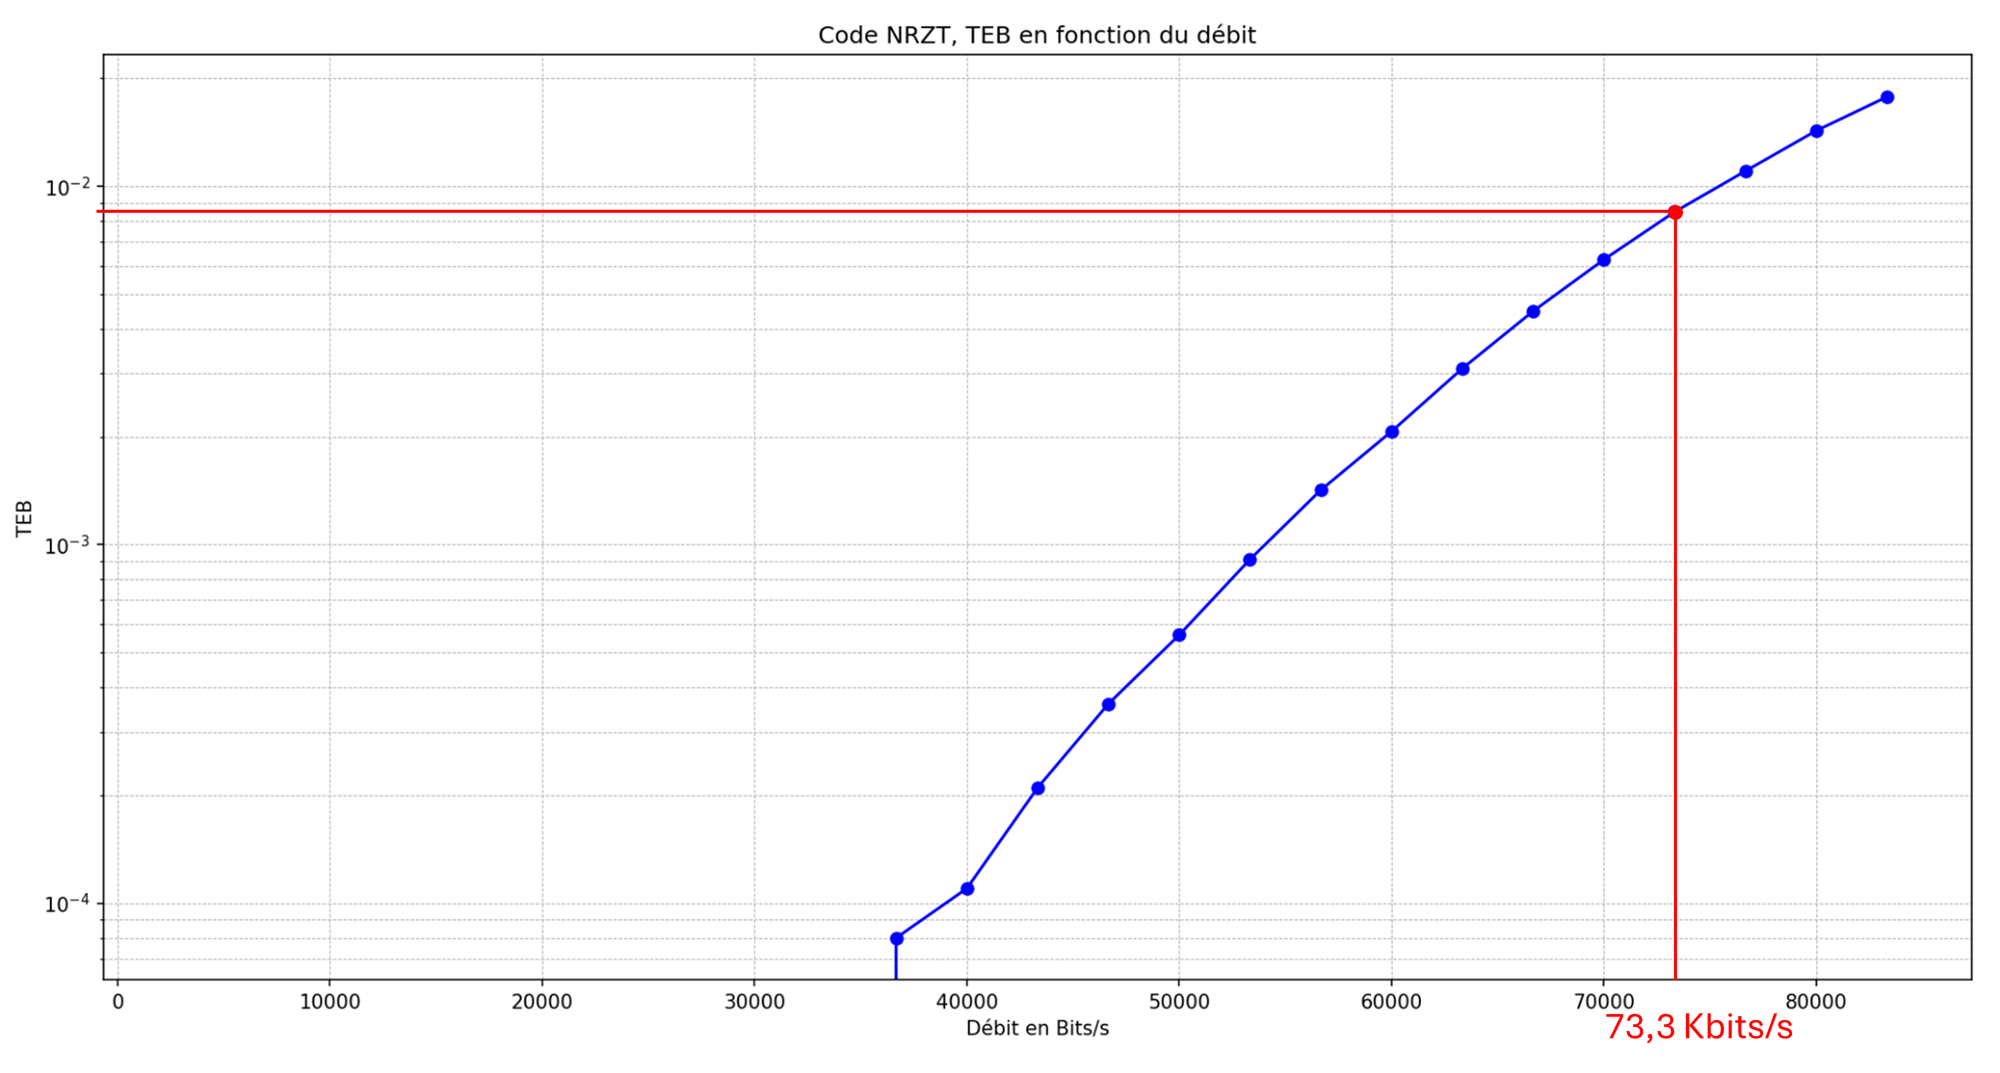 Code NRZT, TEB en fonction du débit
10⁻²
10⁻³
10⁻⁴
TEB
0 10000 20000 30000 40000 50000 60000 70000 80000
Débit en Bits/s
73,3 Kbits/s